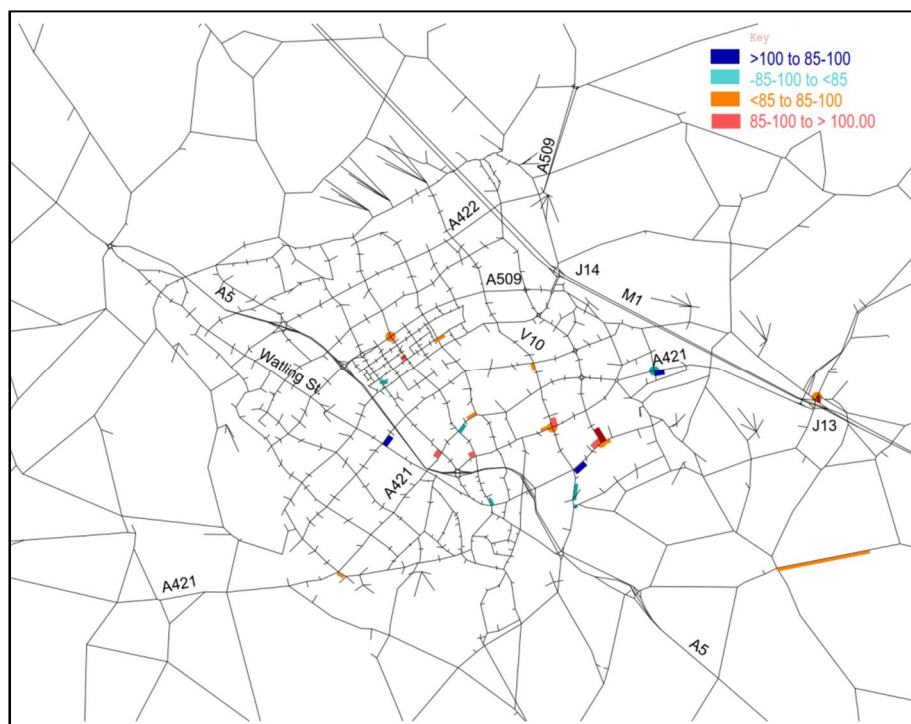 Key
>100 to 85-100
-85-100 to <85
<85 to 85-100
85-100 to > 100.00
A509
A422
J14
A509
M1
A5
V10
Watling St.
A421
J13
A421
A421
A5